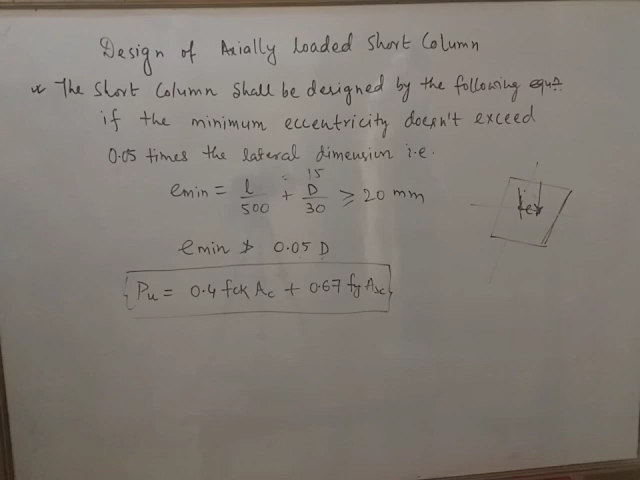 Design of Axially Loaded Short Column
* The Short Column Shall be designed by the following equ?.
if the minimum eccentricity doesn't exceed
0.05 times the lateral dimension i.e.
15
emin = l/500 + D/30 ≥ 20 mm
e
emin ≯ 0.05 D
Pu = 0.4 fck Ac + 0.67 fy Asc